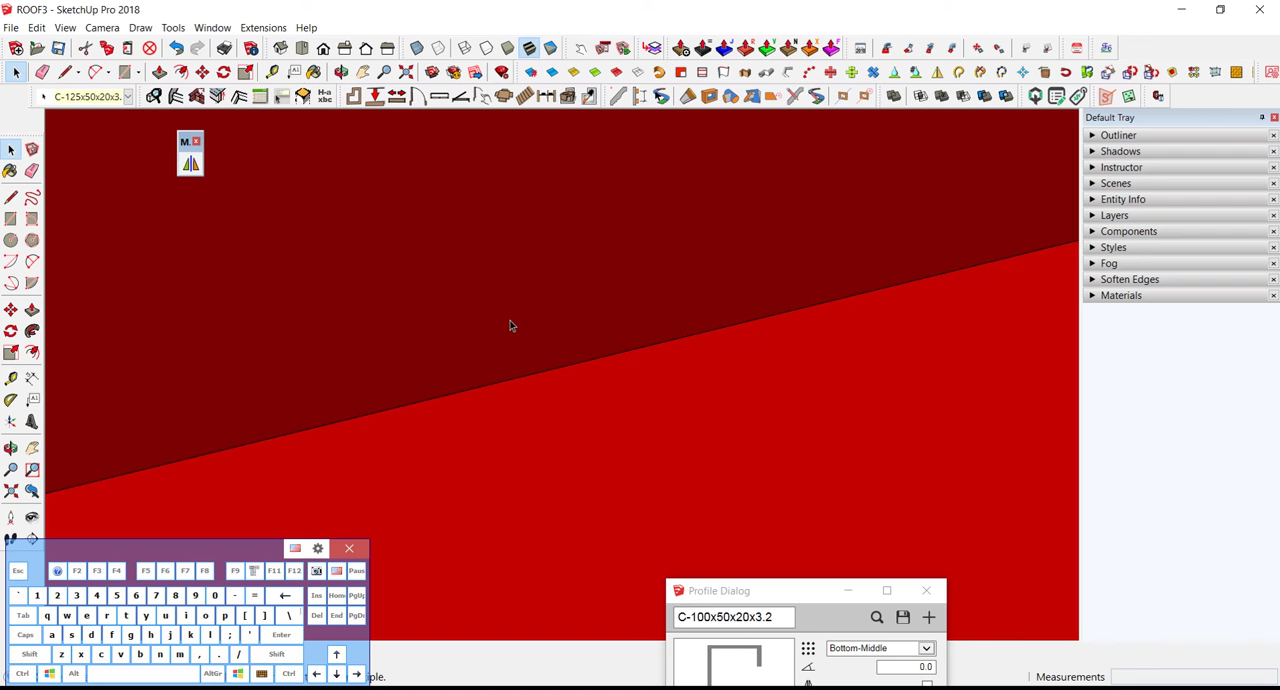 ROOF3 - SketchUp Pro 2018
File Edit View Camera Draw Tools Window Extensions Help
C-125x50x20x3.
H-a
xbc
M.
Default Tray
Outliner
Shadows
Instructor
Scenes
Entity Info
Layers
Components
Styles
Fog
Soften Edges
Materials
Esc F2 F3 F4 F5 F6 F7 F8 F9 F11 F12 Paus
` 1 2 3 4 5 6 7 8 9 0 - = Ins Hom PgUp
Tab q w e r t y u i o p [ ] \ Del End PgDn
Caps a s d f g h j k l ; ' Enter
Shift z x c v b n m , . / Shift
Ctrl Alt AltGr Ctrl
ple.
Profile Dialog
C-100x50x20x3.2
Bottom-Middle
0.0
Measurements